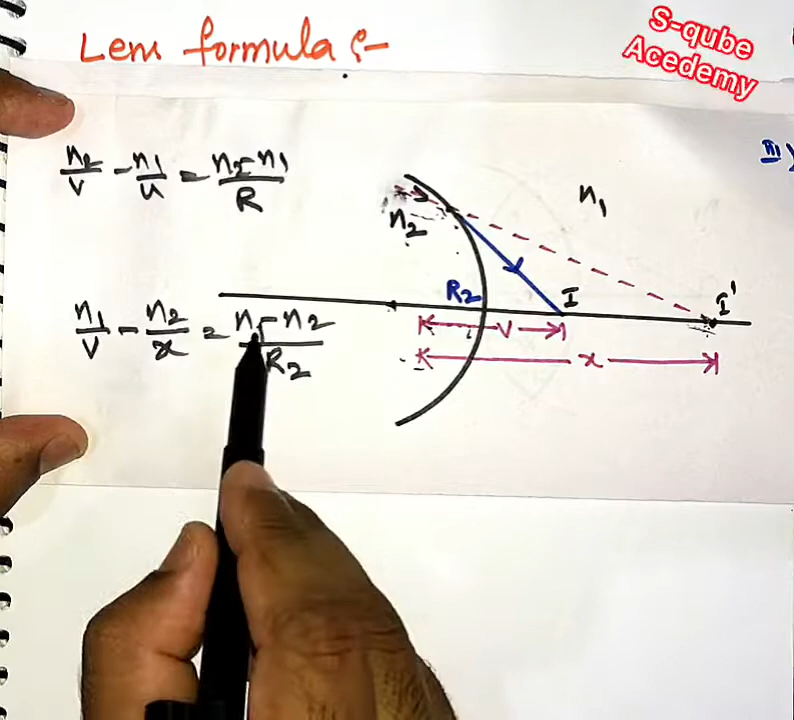 Lens formula :-
S-qube
Acedemy
n2/v - n1/u = n2-n1/R
n1
n2
R2
I
I'
n1/v - n2/x = n1-n2/R2
v
x